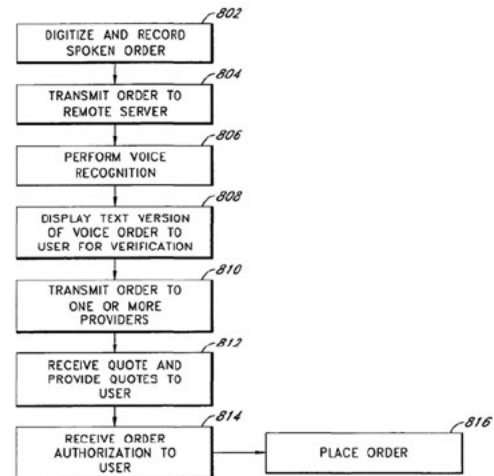 802
DIGITIZE AND RECORD
SPOKEN ORDER
804
TRANSMIT ORDER TO
REMOTE SERVER
806
PERFORM VOICE
RECOGNITION
808
DISPLAY TEXT VERSION
OF VOICE ORDER TO
USER FOR VERIFICATION
810
TRANSMIT ORDER TO
ONE OR MORE
PROVIDERS
812
RECEIVE QUOTE AND
PROVIDE QUOTES TO
USER
814
RECEIVE ORDER
AUTHORIZATION TO
USER
816
PLACE ORDER